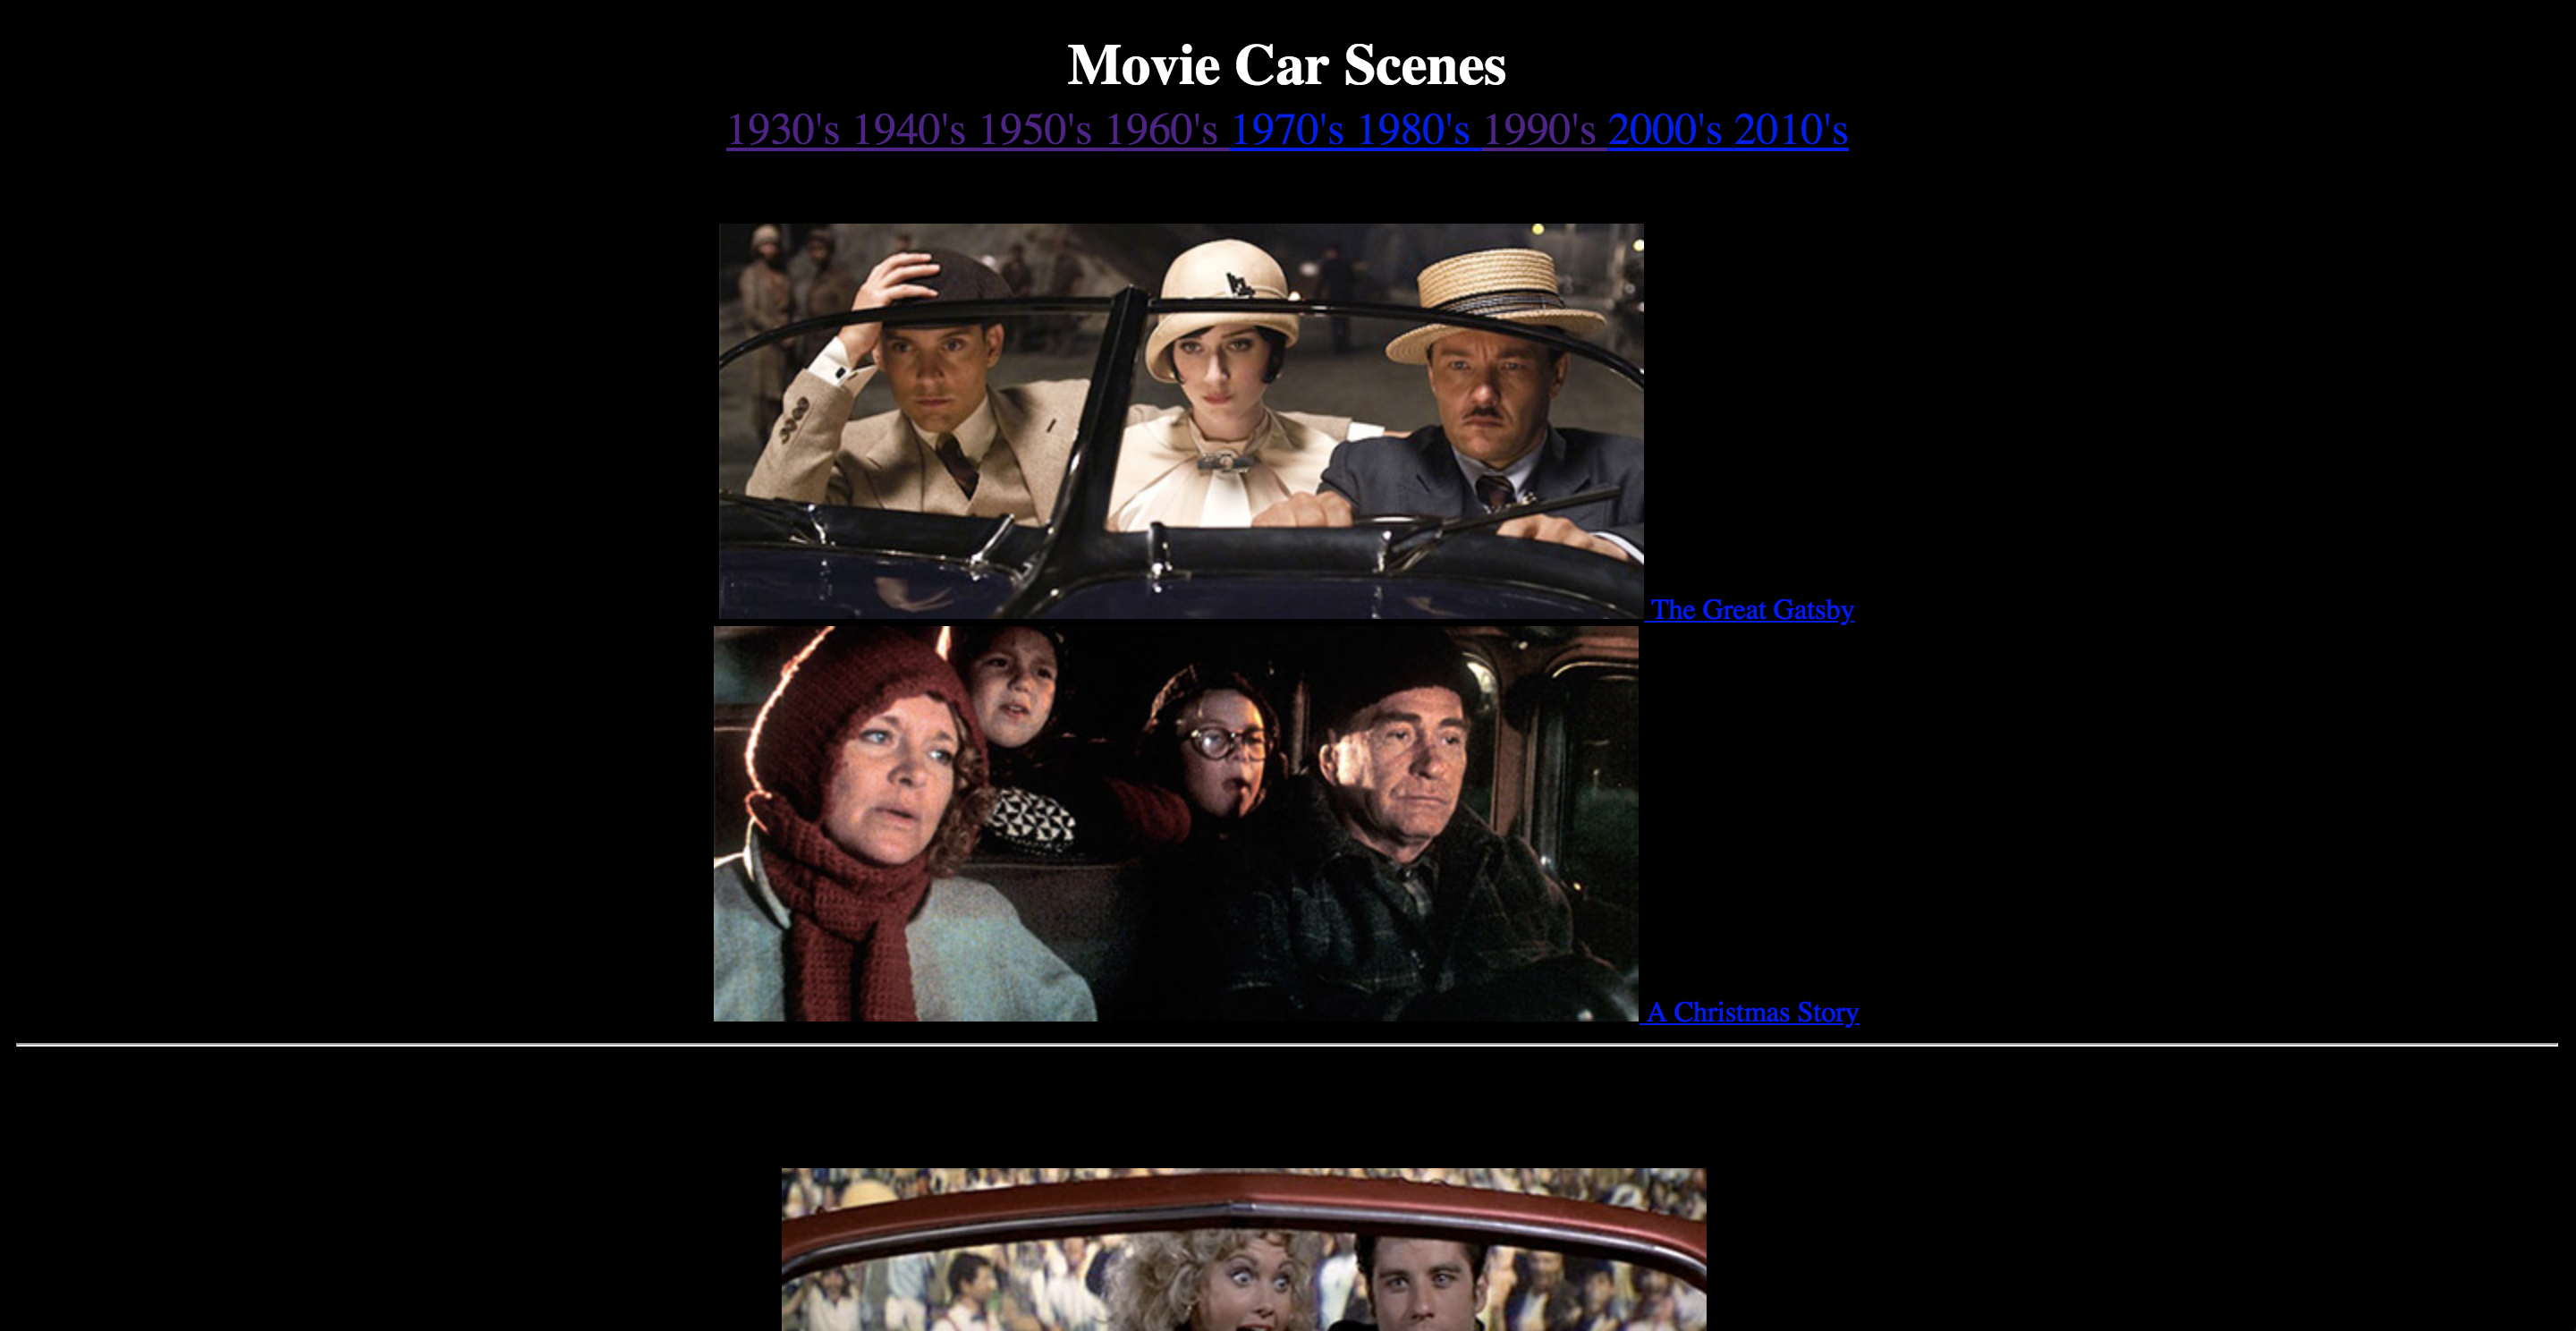 Movie Car Scenes
1930's 1940's 1950's 1960's 1970's 1980's 1990's 2000's 2010's
The Great Gatsby
A Christmas Story